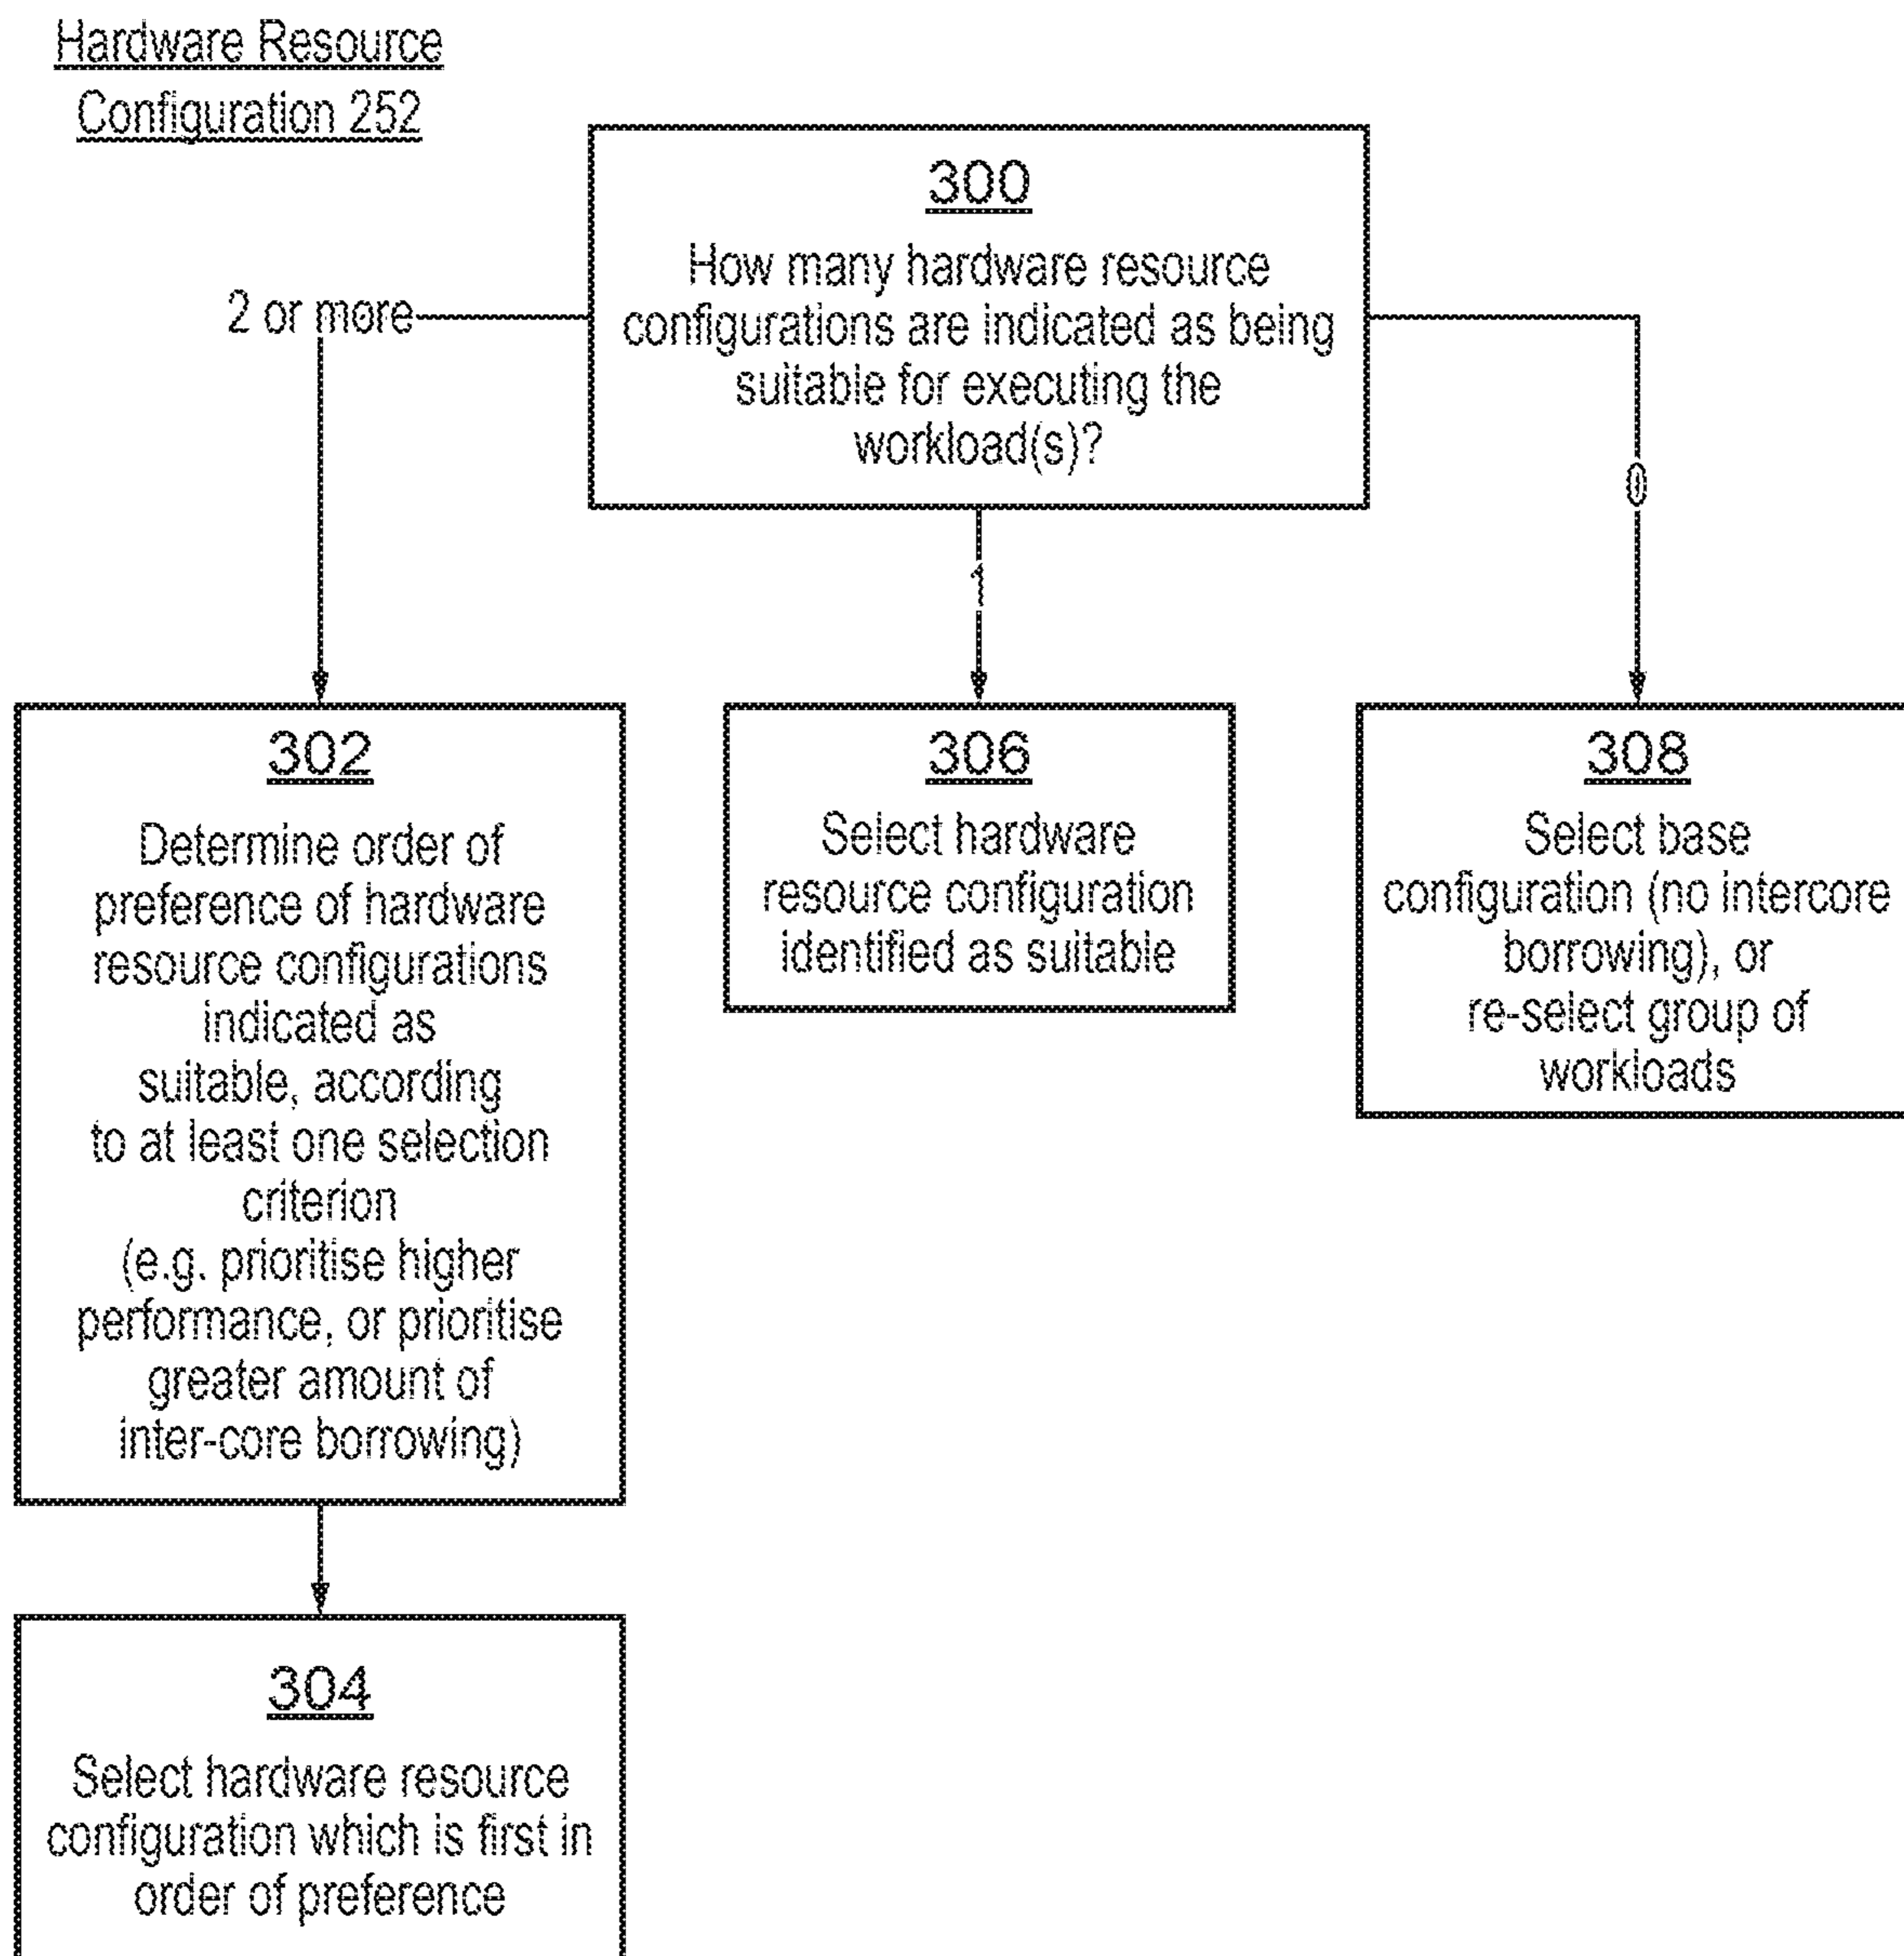 Hardware Resource
Configuration 252
300
How many hardware resource
configurations are indicated as being
suitable for executing the
workload(s)?
2 or more
1
0
302
Determine order of
preference of hardware
resource configurations
indicated as
suitable, according
to at least one selection
criterion
(e.g. prioritise higher
performance, or prioritise
greater amount of
inter-core borrowing)
306
Select hardware
resource configuration
identified as suitable
308
Select base
configuration (no intercore
borrowing), or
re-select group of
workloads
304
Select hardware resource
configuration which is first in
order of preference